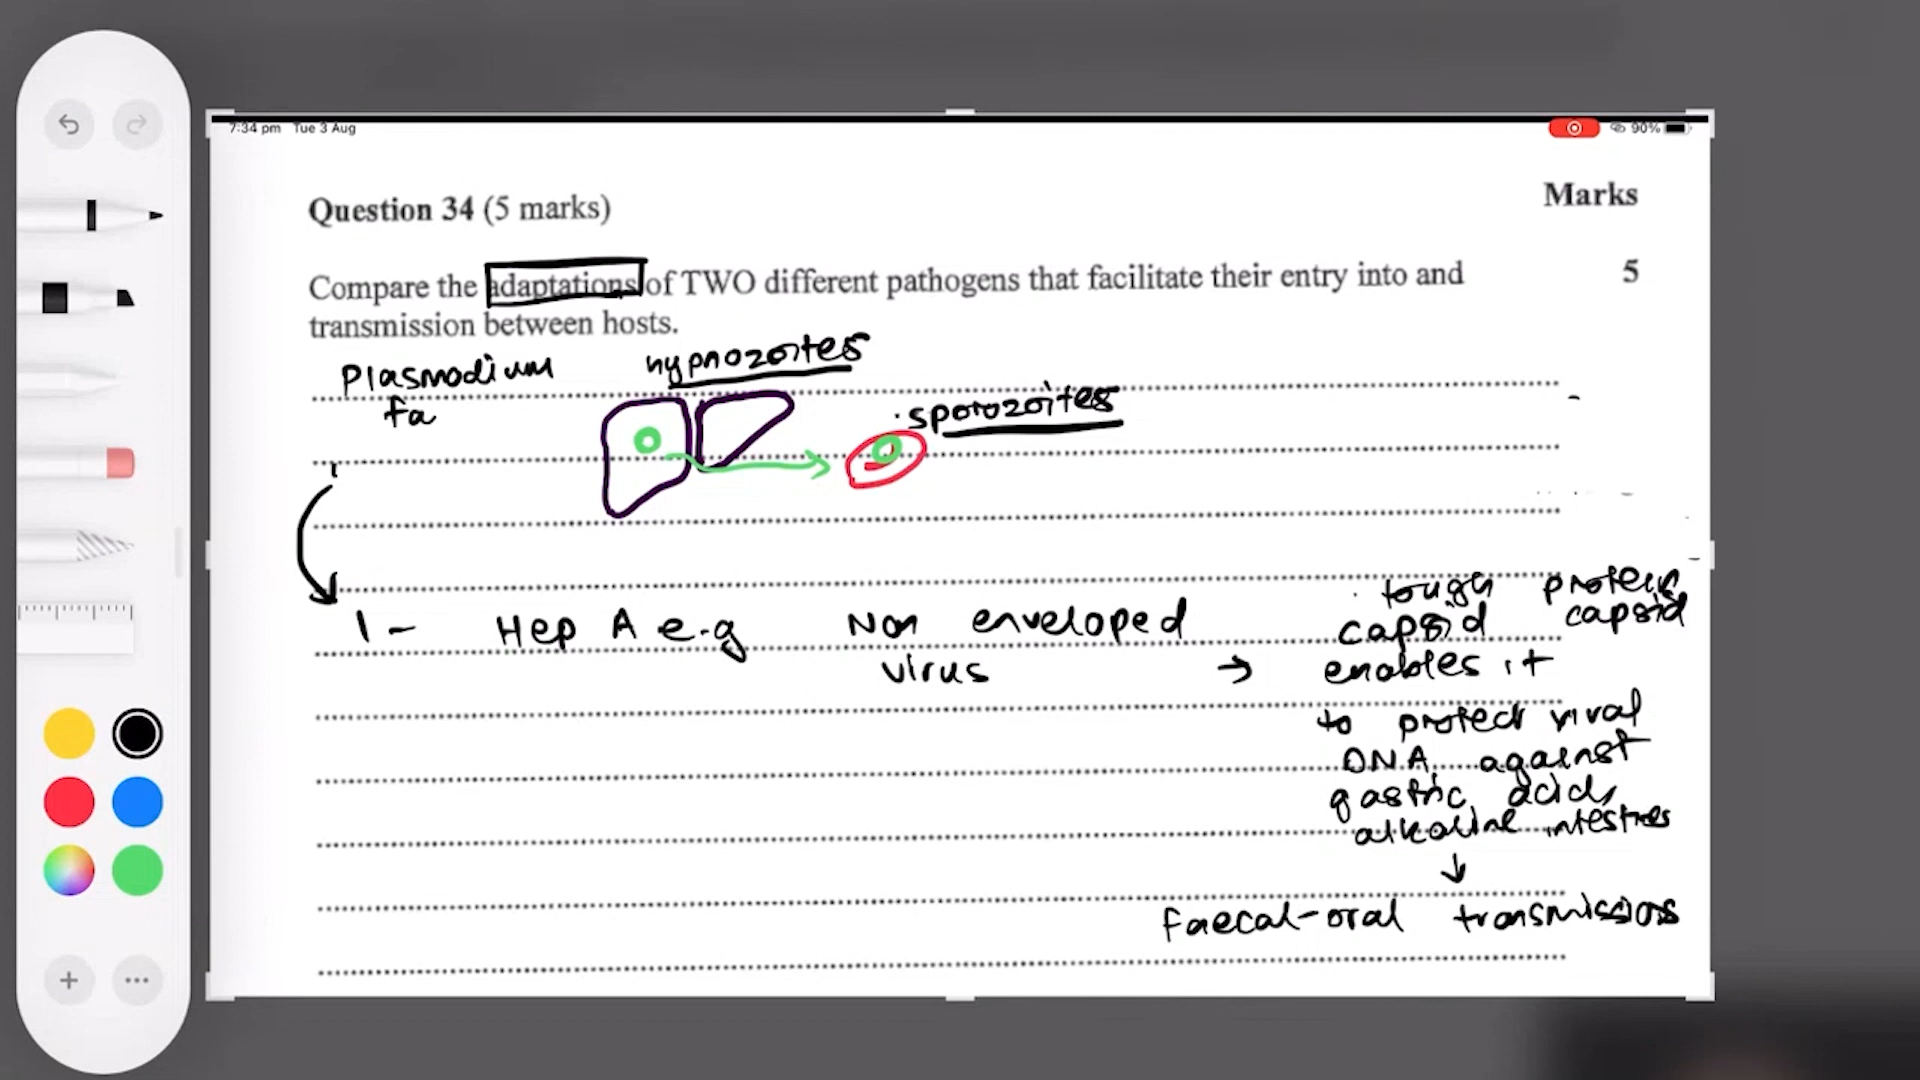 7:34 pm Tue 3 Aug
90%
Question 34 (5 marks)
Marks
Compare the adaptations of TWO different pathogens that facilitate their entry into and
5
transmission between hosts.
Plasmodium
fa
hypnozoites
sporozoites
1- Hep A e.g Non enveloped
virus
→
tough protein
capsid capsid
enables it
to protect viral
DNA against
gastric acid,
alkaline intestines
↓
Faecal-oral transmission